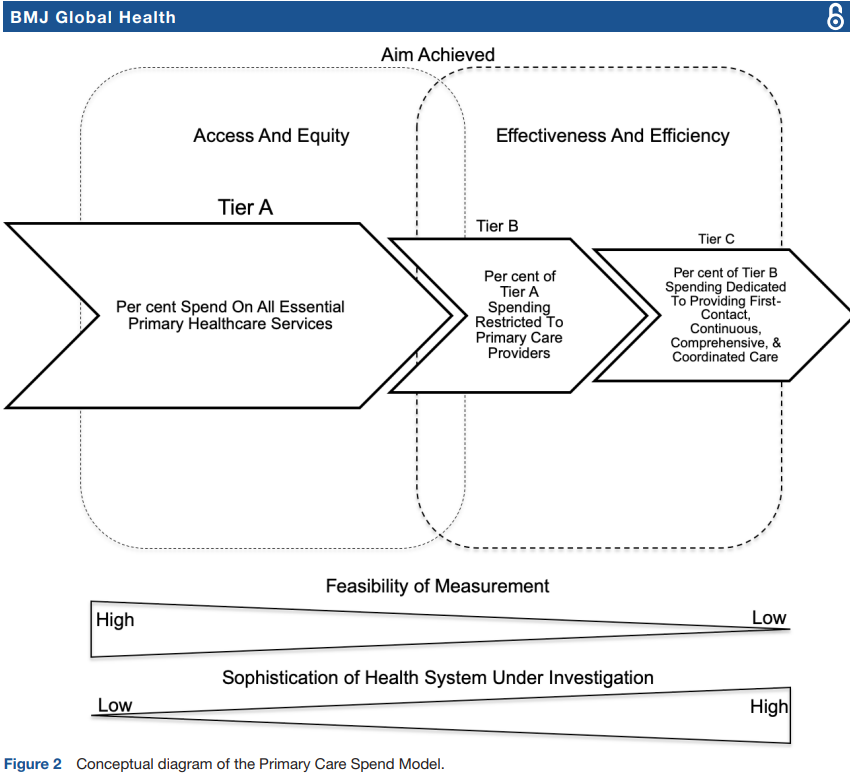 BMJ Global Health
Aim Achieved
Access And Equity
Effectiveness And Efficiency
Tier A
Per cent Spend On All Essential
Primary Healthcare Services
Tier B
Per cent of
Tier A
Spending
Restricted To
Primary Care
Providers
Tier C
Per cent of Tier B
Spending Dedicated
To Providing First-
Contact,
Continuous,
Comprehensive, &
Coordinated Care
Feasibility of Measurement
High
Low
Sophistication of Health System Under Investigation
Low
High
Figure 2 Conceptual diagram of the Primary Care Spend Model.